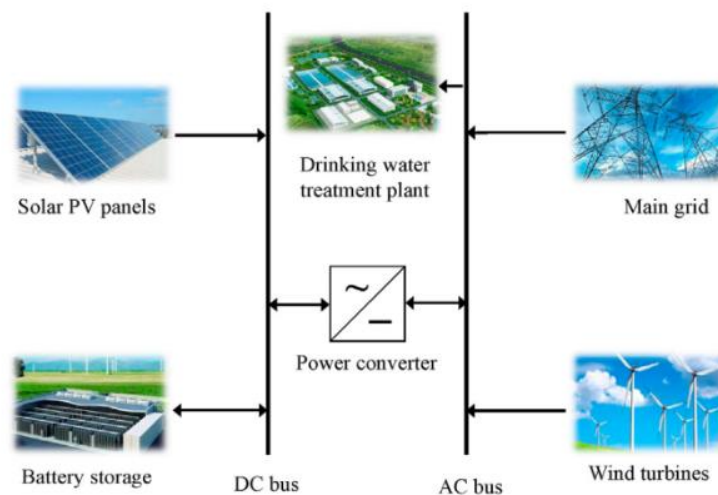 Solar PV panels
Drinking water
treatment plant
Main grid
Power converter
Battery storage
DC bus
AC bus
Wind turbines